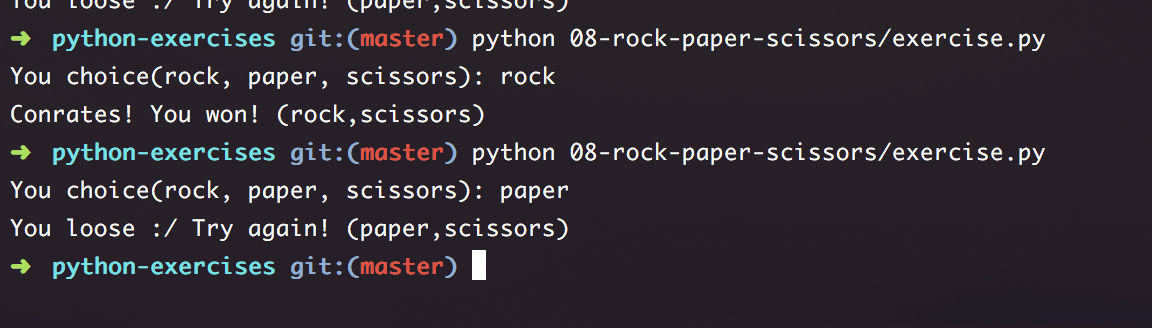 You loose :/ Try again! (paper,scissors)
➜ python-exercises git:(master) python 08-rock-paper-scissors/exercise.py
You choice(rock, paper, scissors): rock
Conrates! You won! (rock,scissors)
➜ python-exercises git:(master) python 08-rock-paper-scissors/exercise.py
You choice(rock, paper, scissors): paper
You loose :/ Try again! (paper,scissors)
➜ python-exercises git:(master)